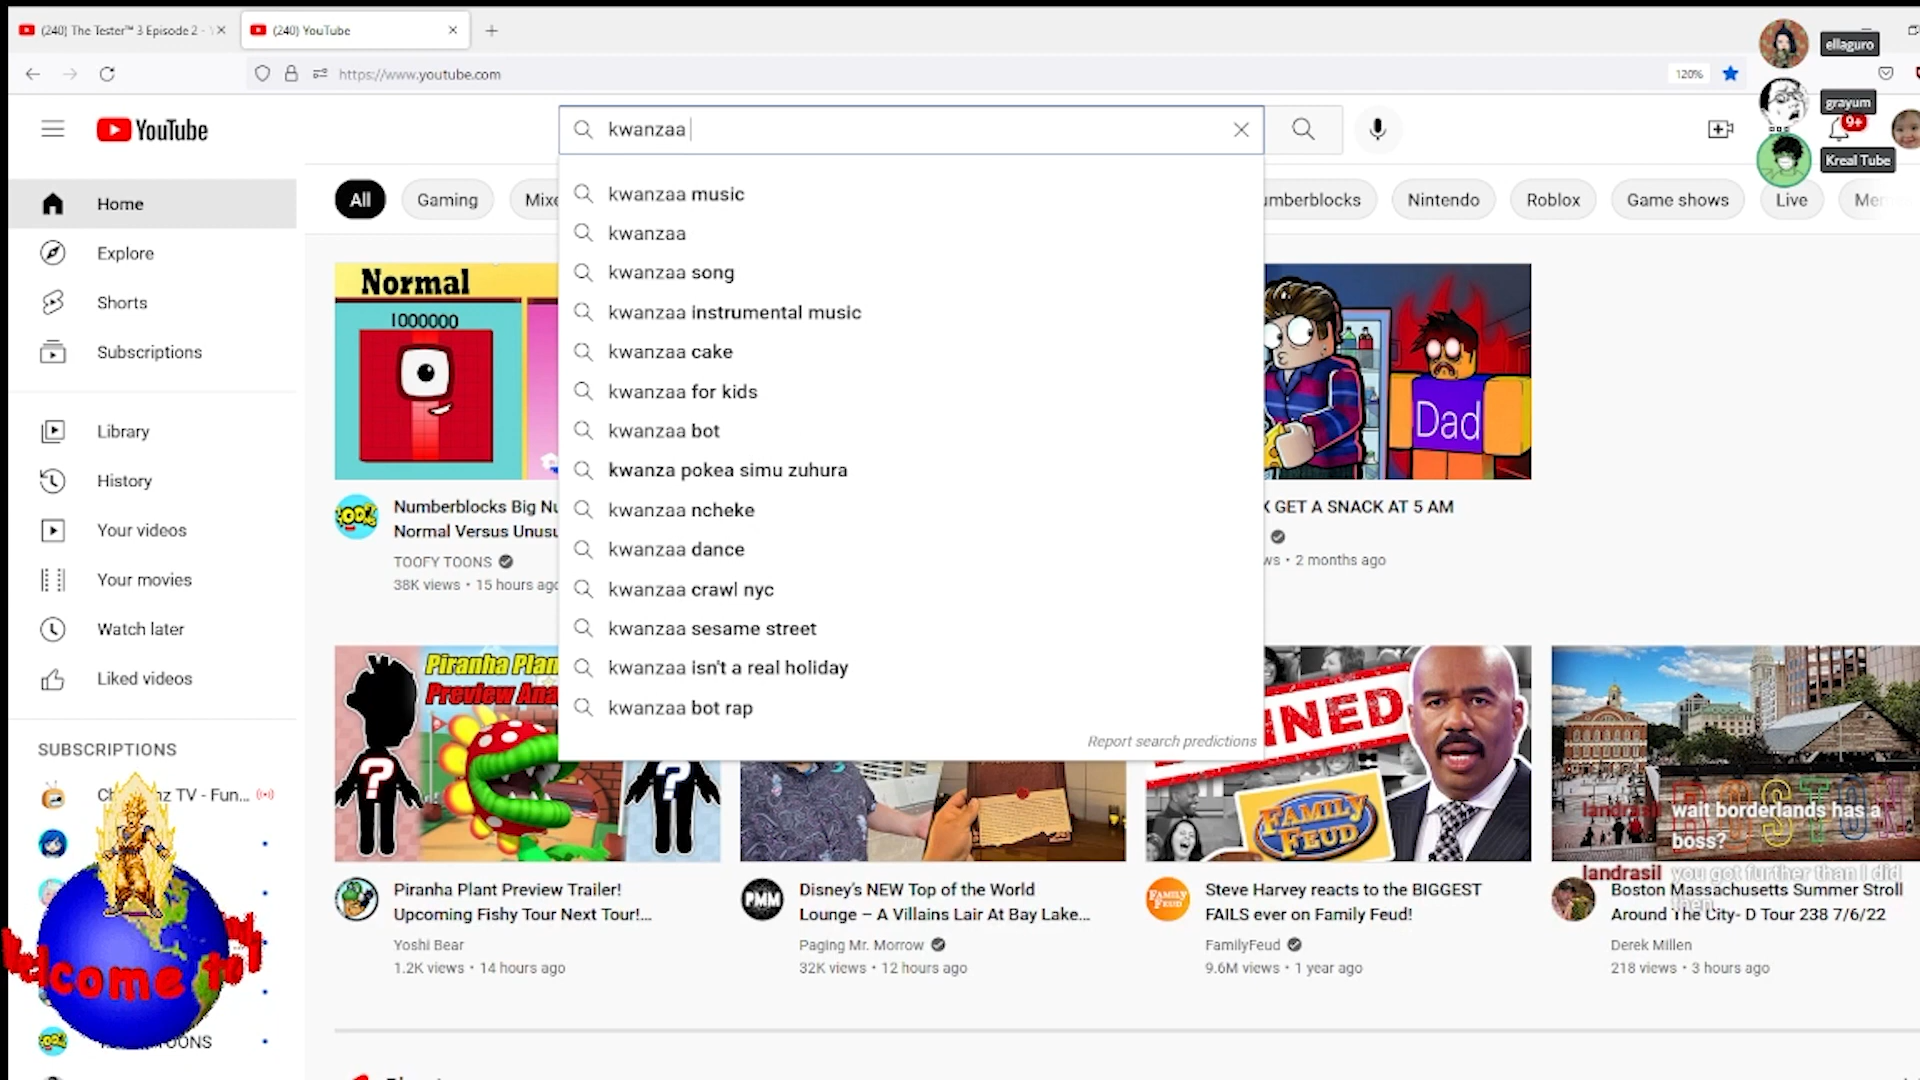 (240) The Tester™ 3 Episode 2 -
(240) YouTube
https://www.youtube.com
120%
ellaguro
grayum
9+
Kreal Tube
YouTube
kwanzaa
kwanzaa music
kwanzaa
kwanzaa song
kwanzaa instrumental music
kwanzaa cake
kwanzaa for kids
kwanzaa bot
kwanza pokea simu zuhura
kwanzaa ncheke
kwanzaa dance
kwanzaa crawl nyc
kwanzaa sesame street
kwanzaa isn't a real holiday
kwanzaa bot rap
Report search predictions
All
Gaming
Nintendo
Roblox
Game shows
Live
Home
Explore
Shorts
Subscriptions
Library
History
Your videos
Your movies
Watch later
Liked videos
SUBSCRIPTIONS
TV - Fun...
Welcome to
Normal
1000000
Numberblocks Big
Normal Versus
TOOFY TOONS
38K views • 15 hours ago
Dad
GET A SNACK AT 5 AM
2 months ago
Piranha
Preview
Piranha Plant Preview Trailer!
Upcoming Fishy Tour Next Tour!...
Yoshi Bear
1.2K views • 14 hours ago
PMM
Disney's NEW Top of the World
Lounge – A Villains Lair At Bay Lake...
Paging Mr. Morrow
32K views • 12 hours ago
FAMILY FEUD
FAMILY FEUD
Steve Harvey reacts to the BIGGEST
FAILS ever on Family Feud!
FamilyFeud
9.6M views • 1 year ago
BOSTON
landrasil wait borderlands has a
boss?
landrasil you got further than I did
then
Boston Massachusetts Summer Stroll
Around The City- D Tour 238 7/6/22
Derek Millen
218 views • 3 hours ago